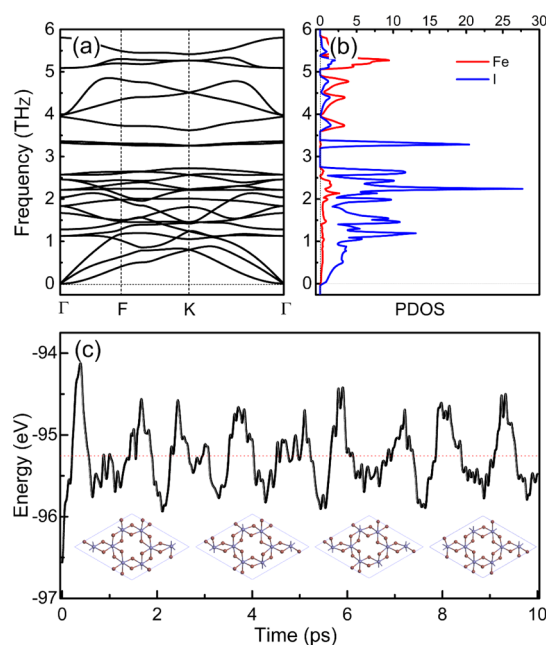 0 5 10 15 20 25 30
(a)
(b)
Fe
I
6
5
4
3
2
1
0
Frequency (THz)
6
5
4
3
2
1
0
Γ F K Γ
PDOS
(c)
-94
-95
-96
-97
Energy (eV)
0 2 4 6 8 10
Time (ps)